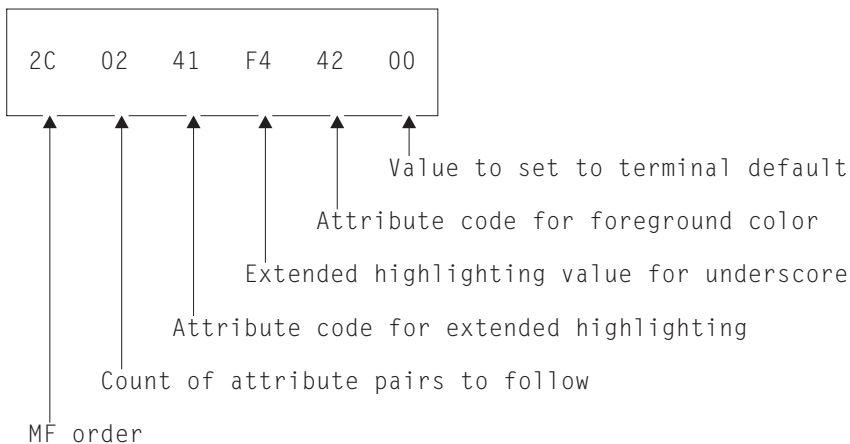 2C 02 41 F4 42 00
Value to set to terminal default
Attribute code for foreground color
Extended highlighting value for underscore
Attribute code for extended highlighting
Count of attribute pairs to follow
MF order